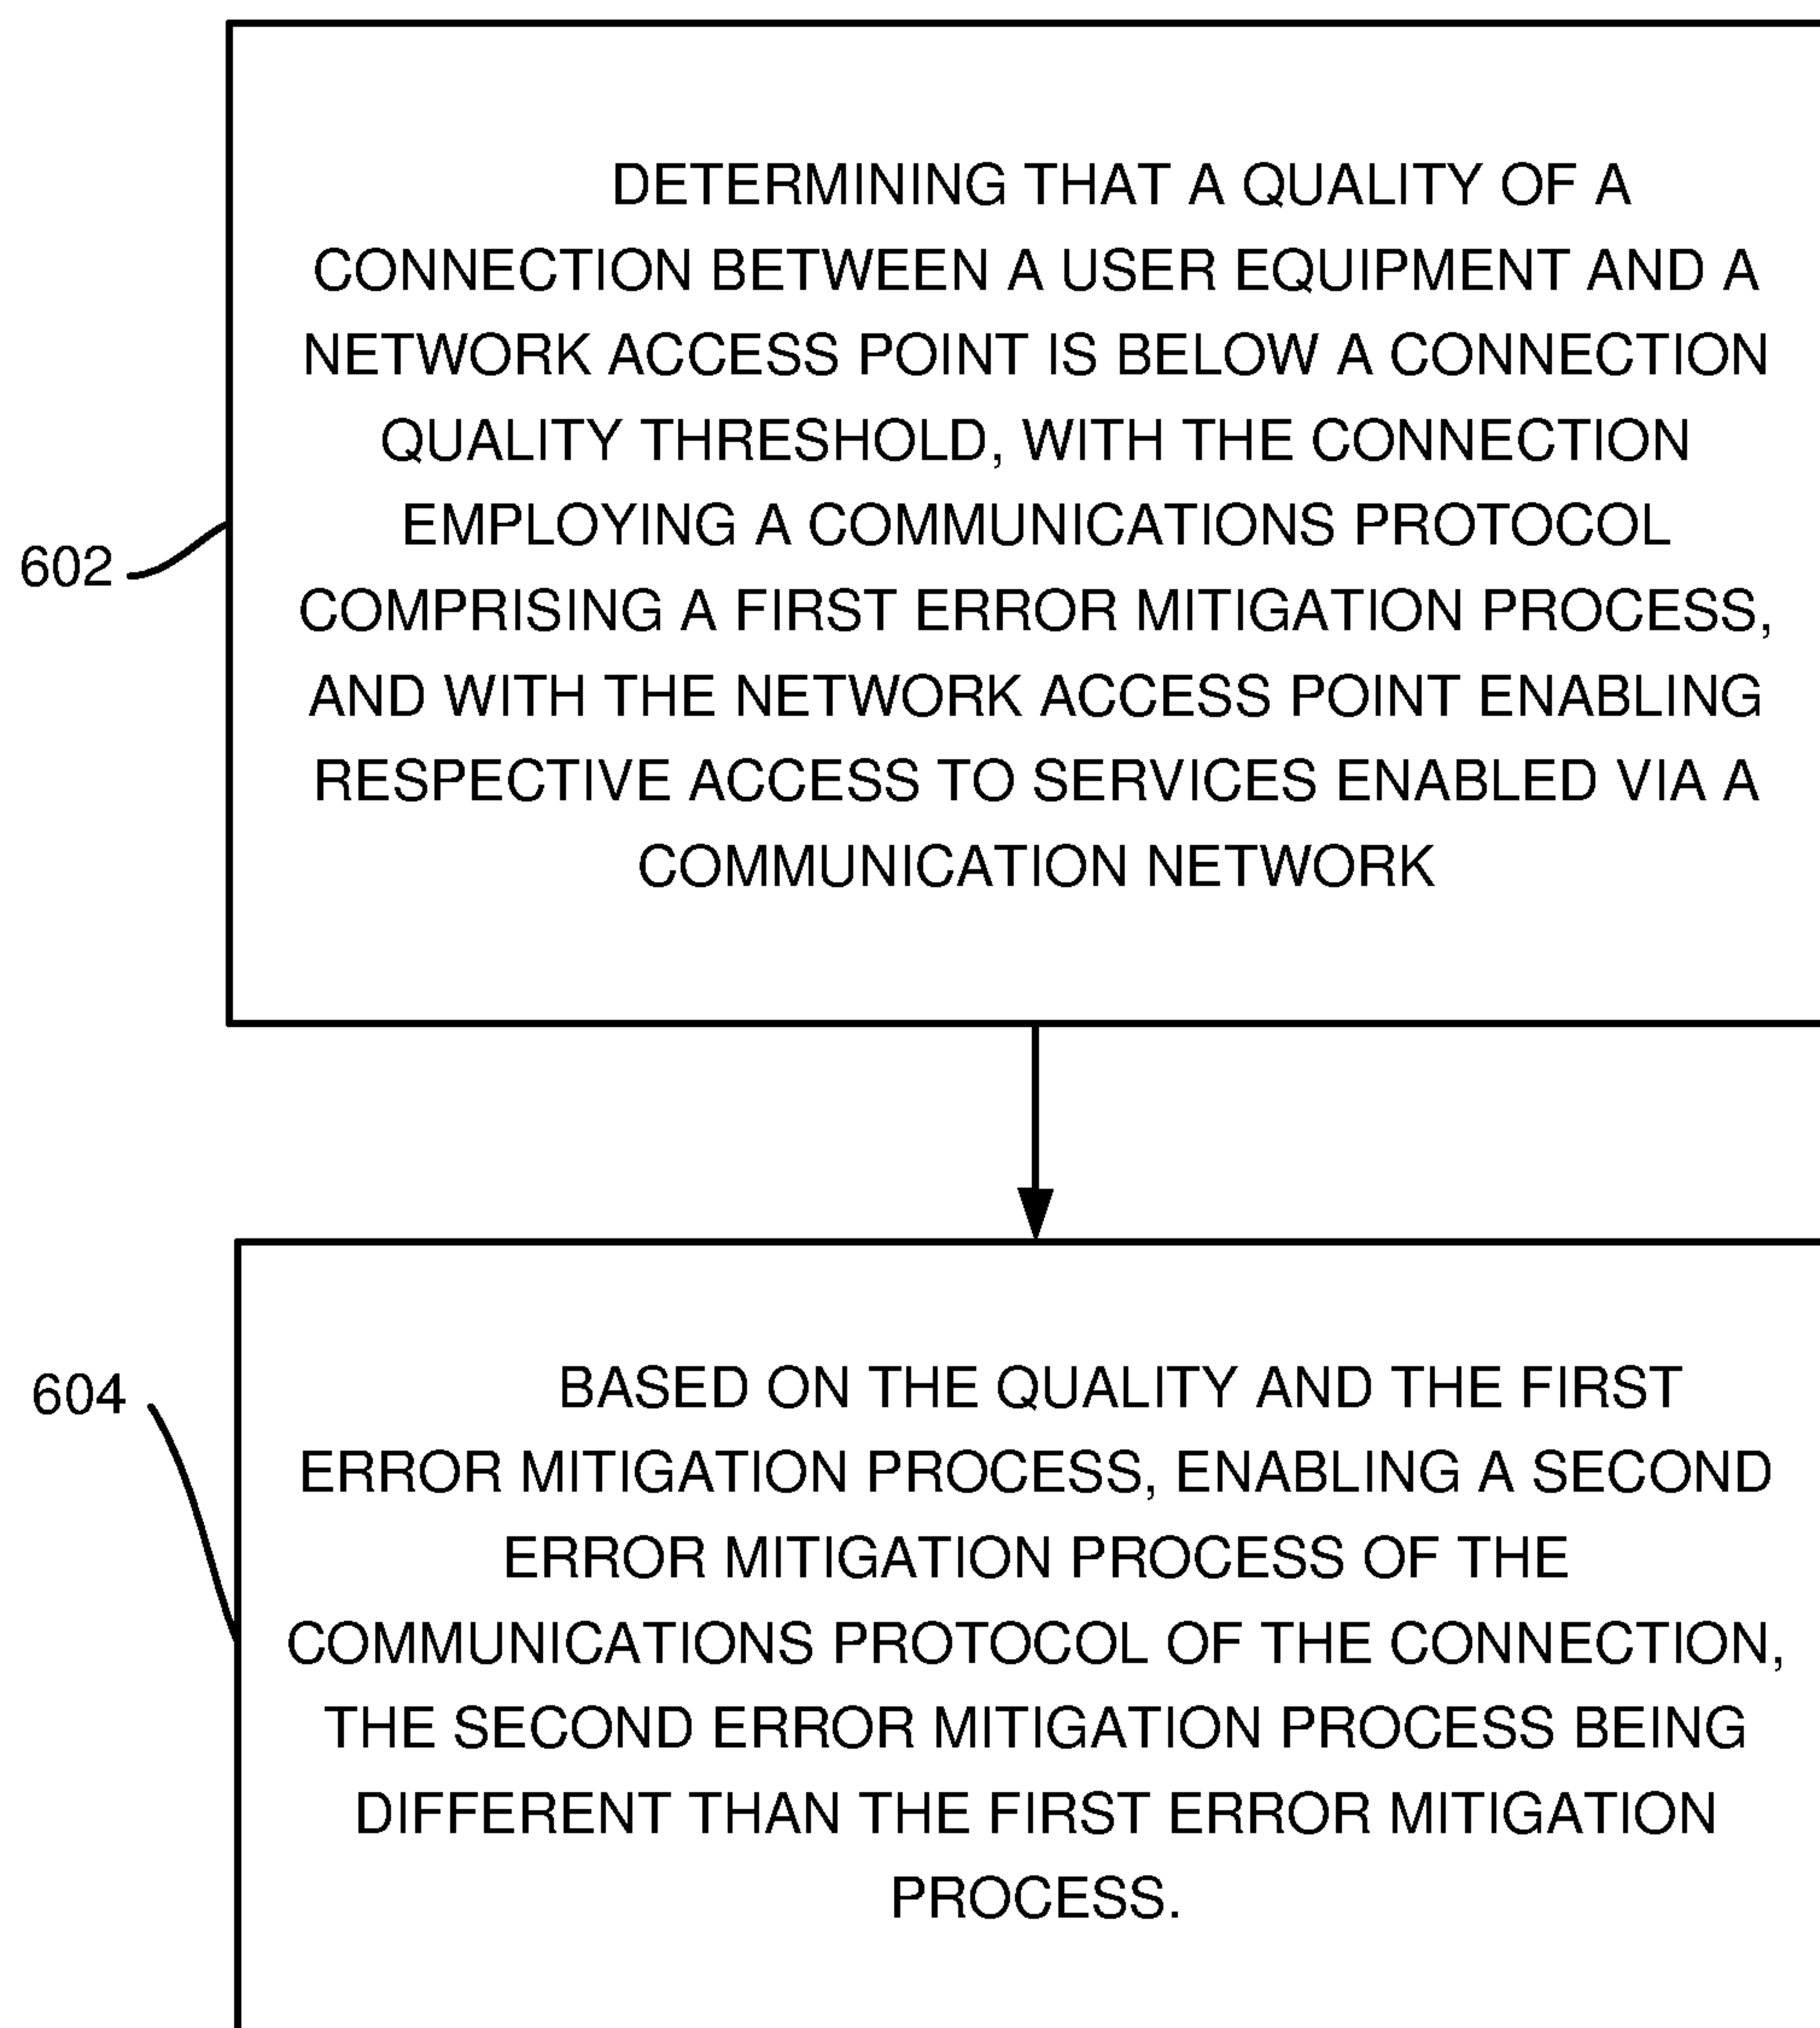 DETERMINING THAT A QUALITY OF A
CONNECTION BETWEEN A USER EQUIPMENT AND A
NETWORK ACCESS POINT IS BELOW A CONNECTION
QUALITY THRESHOLD, WITH THE CONNECTION
EMPLOYING A COMMUNICATIONS PROTOCOL
602
COMPRISING A FIRST ERROR MITIGATION PROCESS,
AND WITH THE NETWORK ACCESS POINT ENABLING
RESPECTIVE ACCESS TO SERVICES ENABLED VIA A
COMMUNICATION NETWORK
604
BASED ON THE QUALITY AND THE FIRST
ERROR MITIGATION PROCESS, ENABLING A SECOND
ERROR MITIGATION PROCESS OF THE
COMMUNICATIONS PROTOCOL OF THE CONNECTION,
THE SECOND ERROR MITIGATION PROCESS BEING
DIFFERENT THAN THE FIRST ERROR MITIGATION
PROCESS.